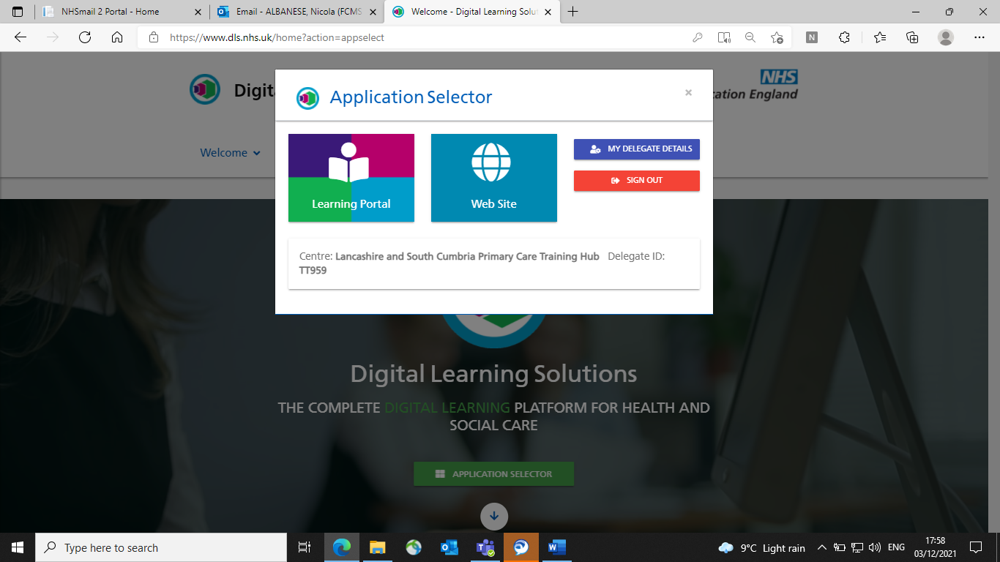 NHSmail 2 Portal - Home
Email - ALBANESE, Nicola (FCMS
Welcome - Digital Learning Solut
https://www.dls.nhs.uk/home?action=appselect
N
Digit
Application Selector
×
NHS
cation England
Welcome
Learning Portal
Web Site
MY DELEGATE DETAILS
SIGN OUT
Centre: Lancashire and South Cumbria Primary Care Training Hub Delegate ID:
TT959
Digital Learning Solutions
THE COMPLETE DIGITAL LEARNING PLATFORM FOR HEALTH AND
SOCIAL CARE
APPLICATION SELECTOR
Type here to search
9°C Light rain
ENG
17:58
03/12/2021